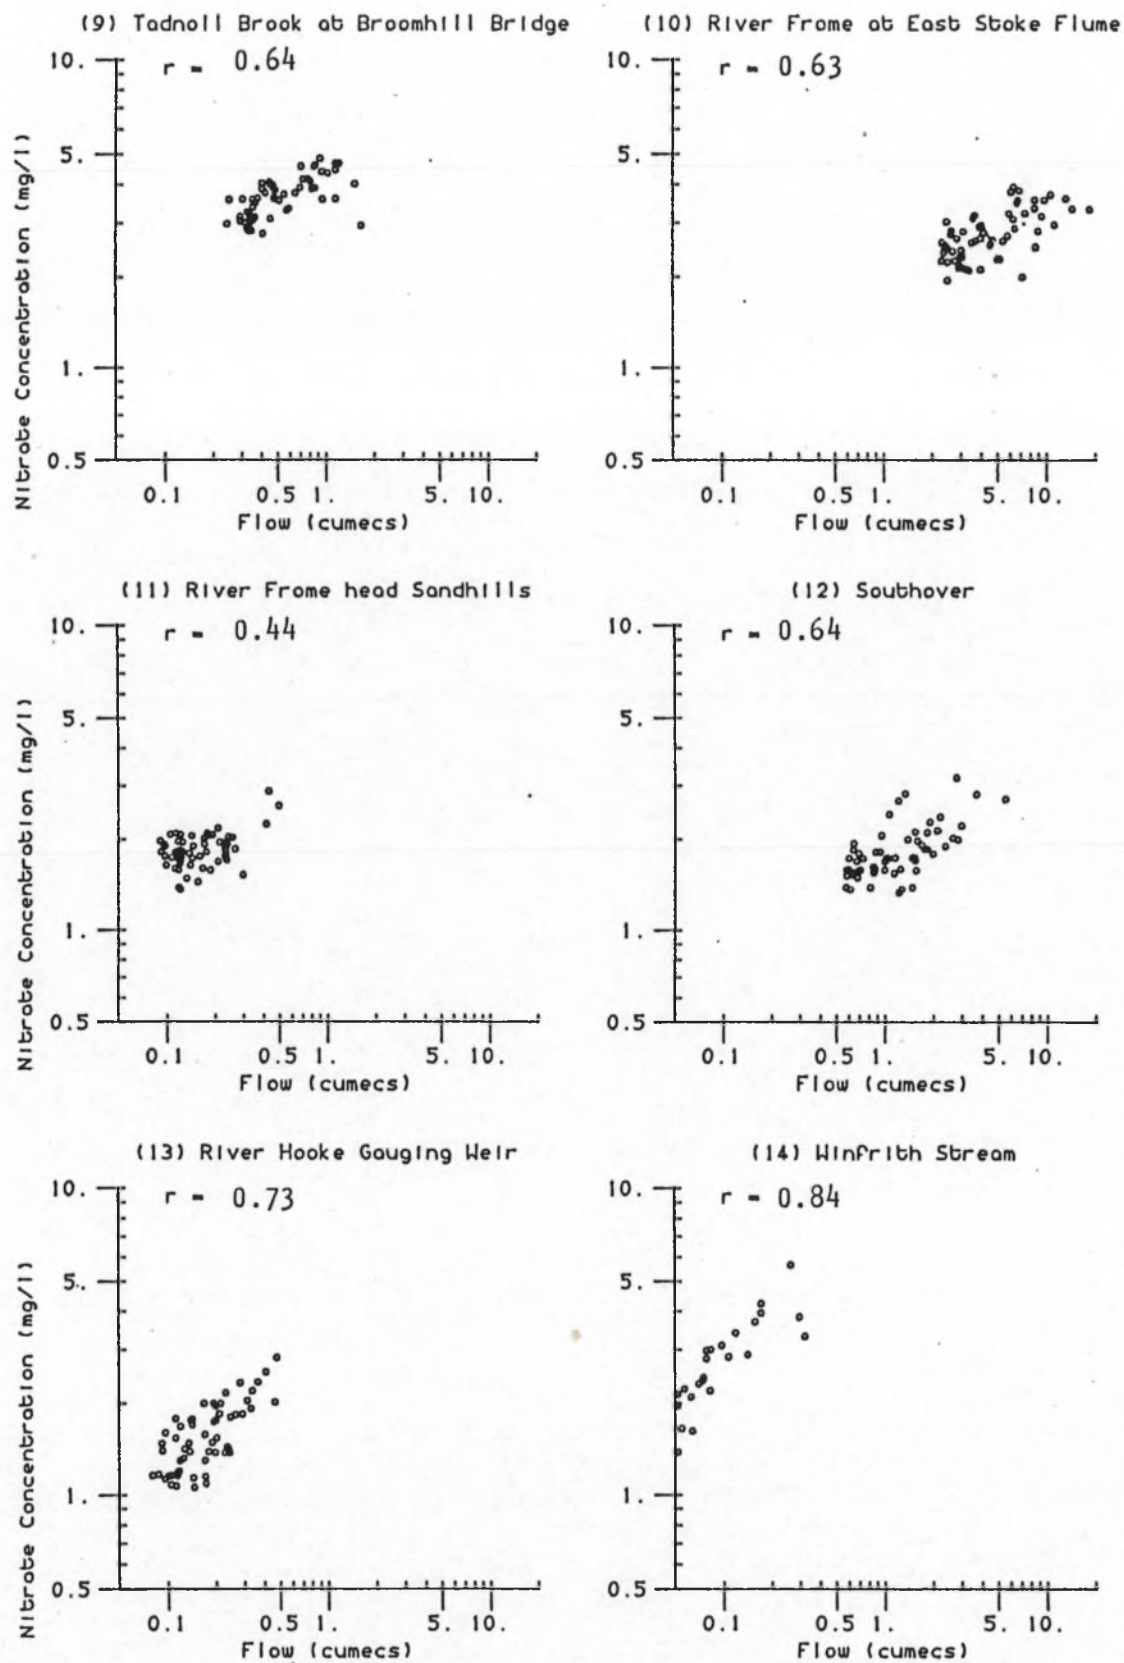 (9) Tadnoll Brook at Broomhill Bridge
r = 0.64
10.
5.
1.
0.5
Nitrate Concentration (mg/l)
0.1 0.5 1. 5. 10.
Flow (cumecs)
(10) River Frome at East Stoke Flume
r = 0.63
10.
5.
1.
0.5
0.1 0.5 1. 5. 10.
Flow (cumecs)
(11) River Frome head Sandhills
r = 0.44
10.
5.
1.
0.5
Nitrate Concentration (mg/l)
0.1 0.5 1. 5. 10.
Flow (cumecs)
(12) Southover
r = 0.64
10.
5.
1.
0.5
0.1 0.5 1. 5. 10.
Flow (cumecs)
(13) River Hooke Gauging Weir
r = 0.73
10.
5.
1.
0.5
Nitrate Concentration (mg/l)
0.1 0.5 1. 5. 10.
Flow (cumecs)
(14) Winfrith Stream
r = 0.84
10.
5.
1.
0.5
0.1 0.5 1. 5. 10.
Flow (cumecs)